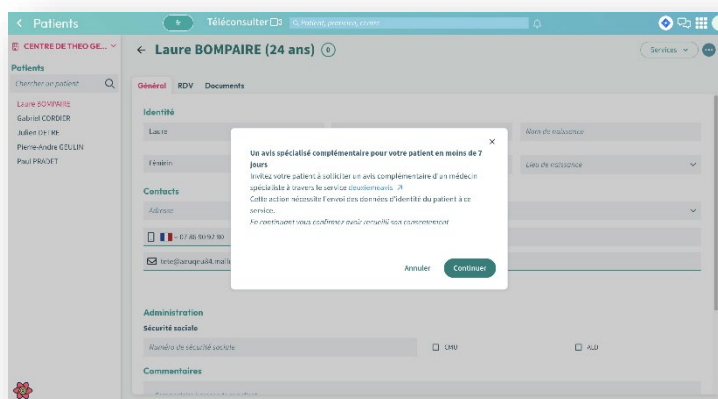 Patients
fr
Téléconsulter
Patient, praticien, centre
CENTRE DE THEO GE...
Laure BOMPAIRE (24 ans)
0
Services
Patients
Chercher un patient
Laure BOMPAIRE
Gabriel CORDIER
Julien DETRE
Pierre-Andre GEULIN
Paul PRADET
Général
RDV
Documents
Identité
Laure
Nom de naissance
Féminin
Lieu de naissance
Contacts
Adresse
Un avis spécialisé complémentaire pour votre patient en moins de 7
jours
Invitez votre patient à solliciter un avis complémentaire d'un médecin
spécialiste à travers le service deuxiemeavis
Cette action nécessite l'envoi des données d'identité du patient à ce
service.
En continuant vous confirmez avoir recueilli son consentement
Annuler
Continuer
Administration
Sécurité sociale
Numéro de sécurité sociale
CMU
ALD
Commentaires